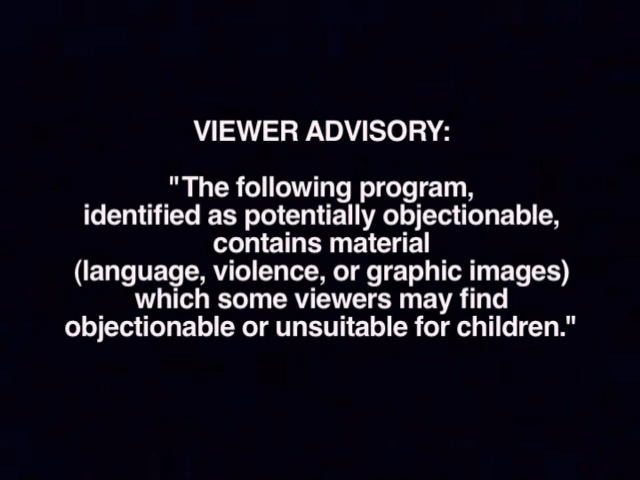 VIEWER ADVISORY:
"The following program,
identified as potentially objectionable,
contains material
(language, violence, or graphic images)
which some viewers may find
objectionable or unsuitable for children."